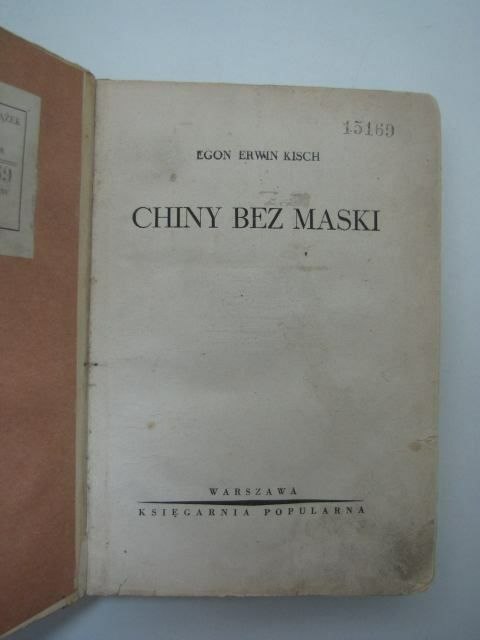 15169
EGON ERWIN KISCH
CHINY BEZ MASKI
WARSZAWA
KSIĘGARNIA POPULARNA